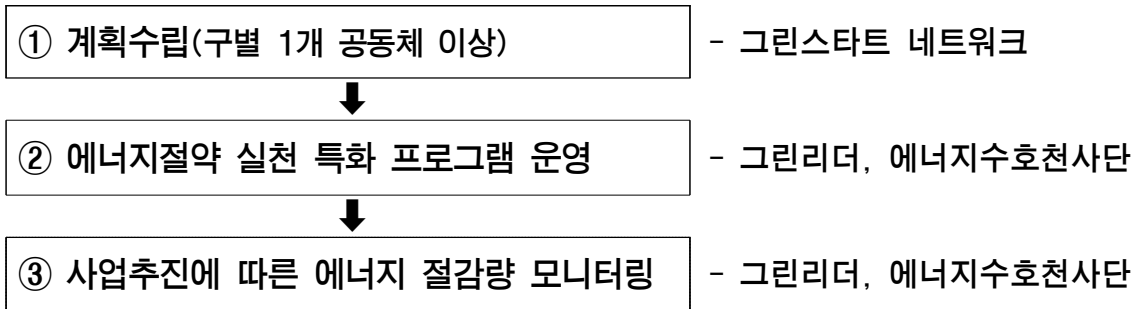 ① 계획수립(구별 1개 공동체 이상) - 그린스타트 네트워크
② 에너지절약 실천 특화 프로그램 운영 - 그린리더, 에너지수호천사단
③ 사업추진에 따른 에너지 절감량 모니터링 - 그린리더, 에너지수호천사단